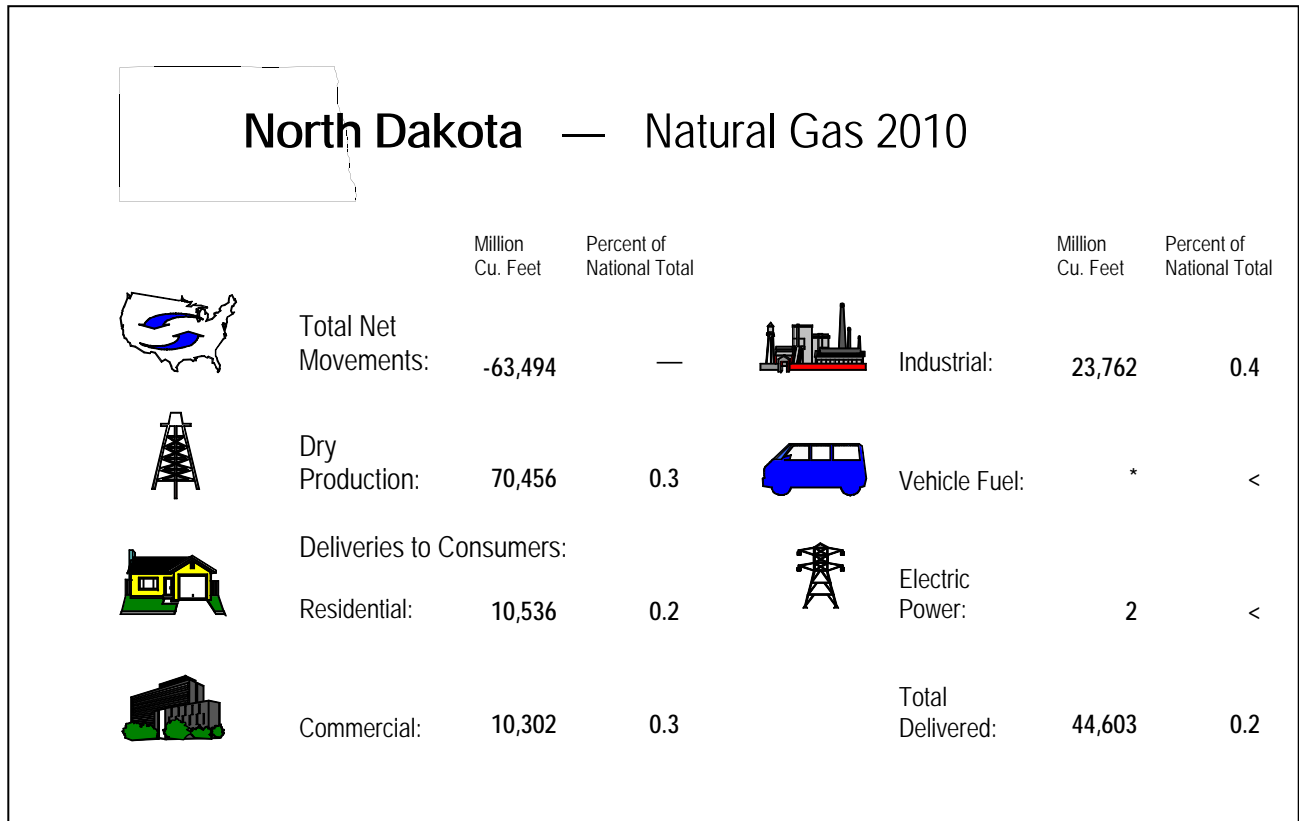 North Dakota — Natural Gas 2010
Million Percent of Million Percent of
Cu. Feet National Total Cu. Feet National Total
Total Net
Movements: -63,494 — Industrial: 23,762 0.4
Dry
Production: 70,456 0.3 Vehicle Fuel: * <
Deliveries to Consumers:
Electric
Residential: 10,536 0.2 Power: 2 <
Total
Commercial: 10,302 0.3 Delivered: 44,603 0.2